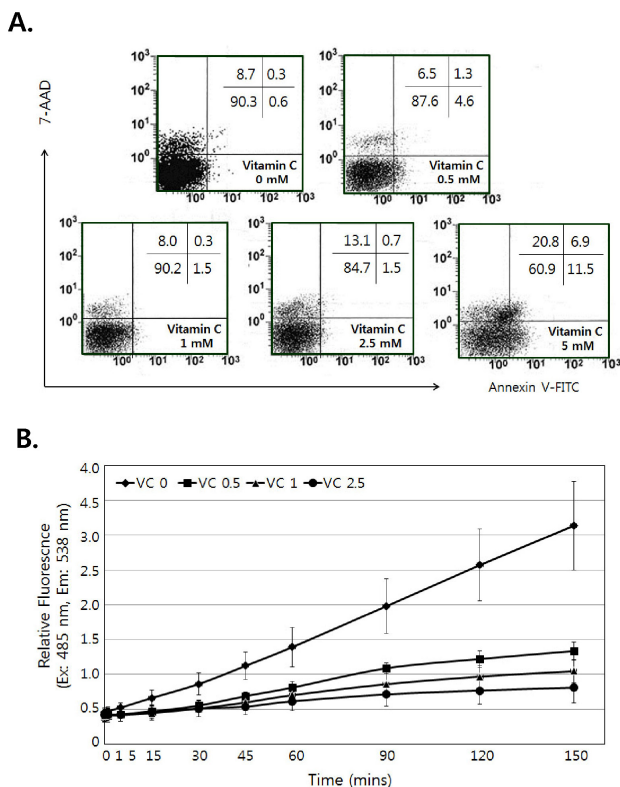 A.
7-AAD
10³
10²
10¹
10⁰
8.7 0.3
90.3 0.6
Vitamin C
0 mM
10⁰ 10¹ 10² 10³
10³
10²
10¹
10⁰
6.5 1.3
87.6 4.6
Vitamin C
0.5 mM
10⁰ 10¹ 10² 10³
10³
10²
10¹
10⁰
8.0 0.3
90.2 1.5
Vitamin C
1 mM
10⁰ 10¹ 10² 10³
10³
10²
10¹
10⁰
13.1 0.7
84.7 1.5
Vitamin C
2.5 mM
10⁰ 10¹ 10² 10³
10³
10²
10¹
10⁰
20.8 6.9
60.9 11.5
Vitamin C
5 mM
10⁰ 10¹ 10² 10³
Annexin V-FITC
B.
VC 0 VC 0.5 VC 1 VC 2.5
Relative Fluorescnce
(Ex: 485 nm, Em: 538 nm)
4.0
3.5
3.0
2.5
2.0
1.5
1.0
0.5
0
0 1 5 15 30 45 60 90 120 150
Time (mins)